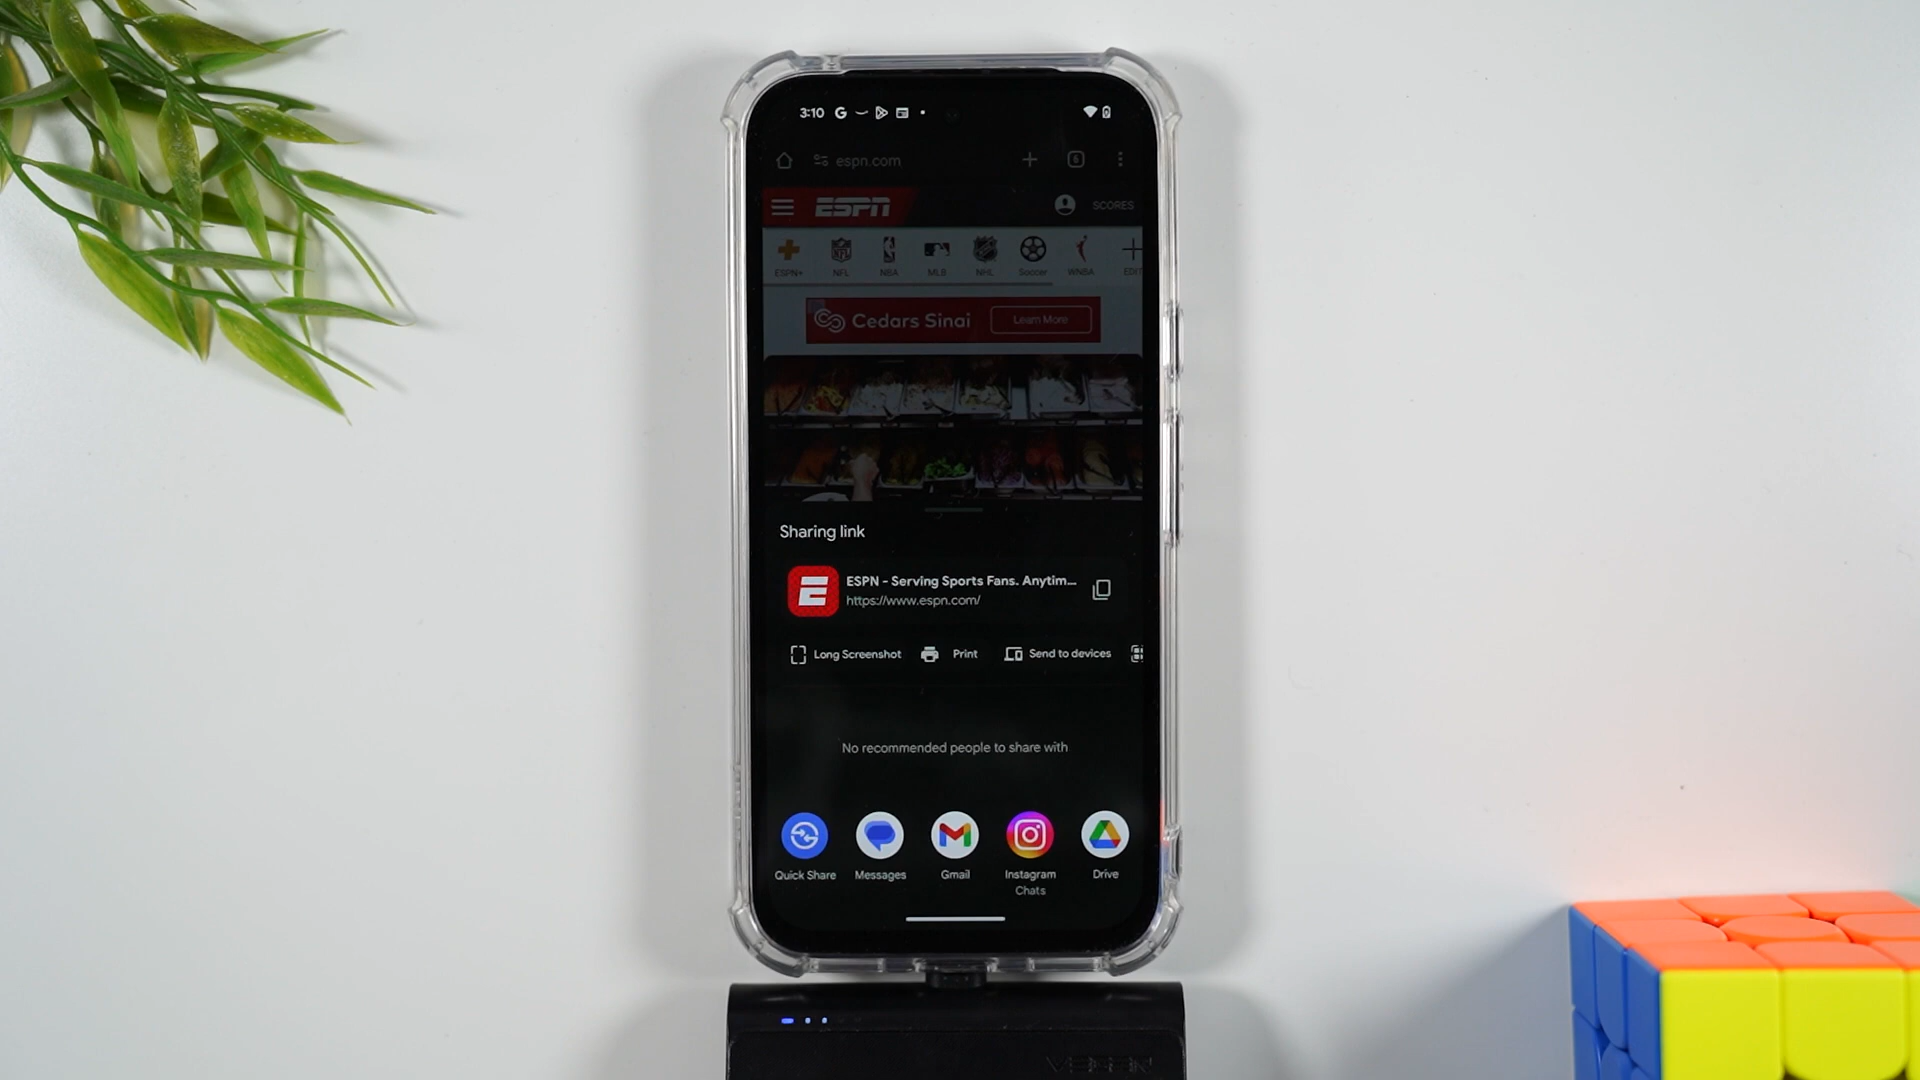 3:10
espn.com
6
ESPN
SCORES
ESPN+
NFL
NBA
MLB
NHL
Soccer
WNBA
EDIT
Cedars Sinai
Learn More
Sharing link
ESPN - Serving Sports Fans. Anytim...
https://www.espn.com/
Long Screenshot
Print
Send to devices
No recommended people to share with
Quick Share
Messages
Gmail
Instagram
Chats
Drive